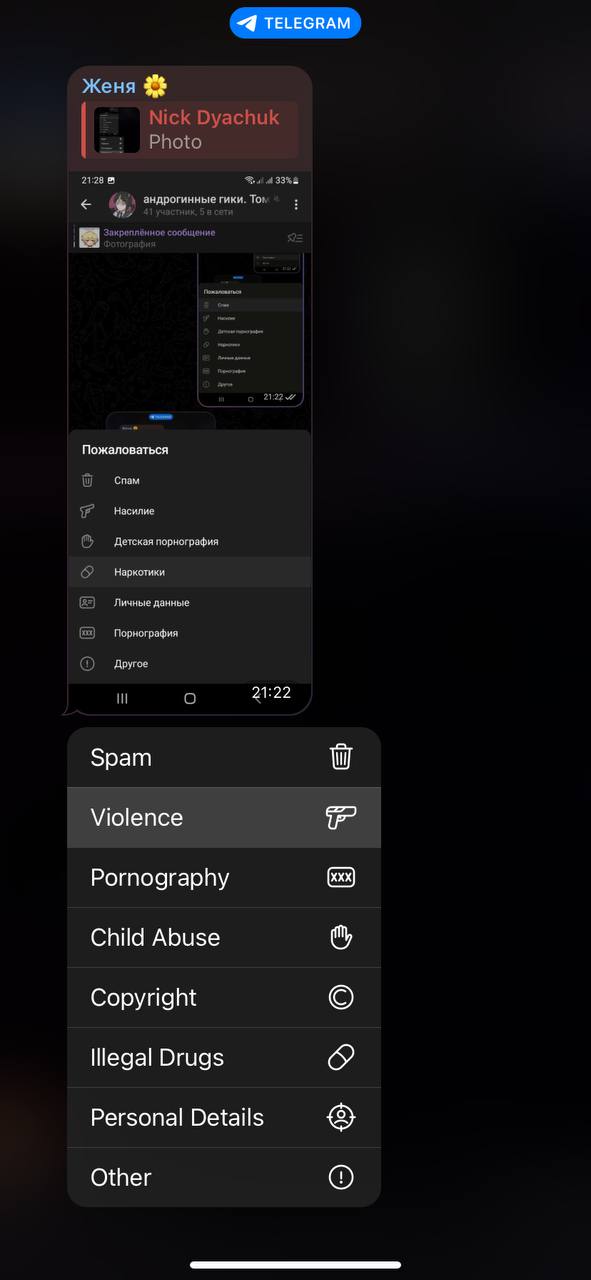 TELEGRAM
Женя
Nick Dyachuk
Photo
21:28
33%
андрогинные гики. Том
41 участник, 5 в сети
Закреплённое сообщение
Фотография
Пожаловаться
Спам
Насилие
Детская порнография
Наркотики
Личные данные
Порнография
Другое
21:22
Пожаловаться
Спам
Насилие
Детская порнография
Наркотики
Личные данные
Порнография
Другое
21:22
Spam
Violence
Pornography
Child Abuse
Copyright
Illegal Drugs
Personal Details
Other